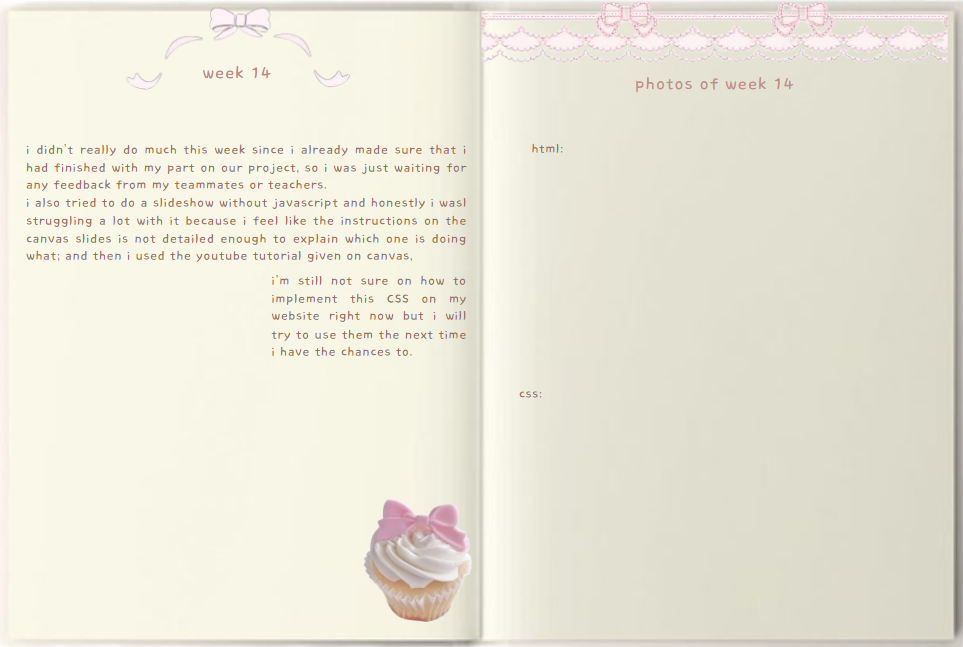 week 14
i didn't really do much this week since i already made sure that i
had finished with my part on our project, so i was just waiting for
any feedback from my teammates or teachers.
i also tried to do a slideshow without javascript and honestly i wasl
struggling a lot with it because i feel like the instructions on the
canvas slides is not detailed enough to explain which one is doing
what; and then i used the youtube tutorial given on canvas,
i'm still not sure on how to
implement this CSS on my
website right now but i will
try to use them the next time
i have the chances to.
photos of week 14
html:
css: